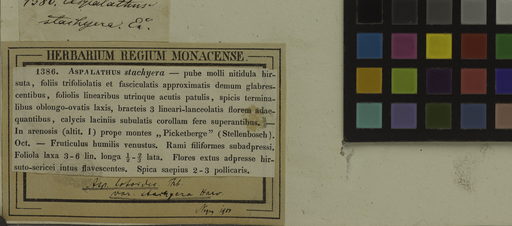 1386. Aspalathus
stachyera. E.
HERBARIUM REGIUM MONACENSE
1386. ASPALATHUS stachyera — pube molli nitidula hir-
suta, foliis trifoliolatis et fasciculatis approximatis demum glabres-
centibus, foliolis linearibus utrinque acutis patulis, spicis termina-
libus oblongo-ovatis laxis, bracteis 3 lineari-lanceolatis florem adae-
quantibus, calycis laciniis subulatis corollam fere superantibus. —
In arenosis (altit. I) prope montes „Picketberge" (Stellenbosch).
Oct. — Fruticulus humilis venustus. Rami filiformes subadpressi.
Foliola laxa 3-6 lin. longa ½-⅔ lata. Flores extus adpresse hir-
suto-sericei intus flavescentes. Spica saepius 2-3 pollicaris.
Asp. lotoides Th
var. stachyera Harv